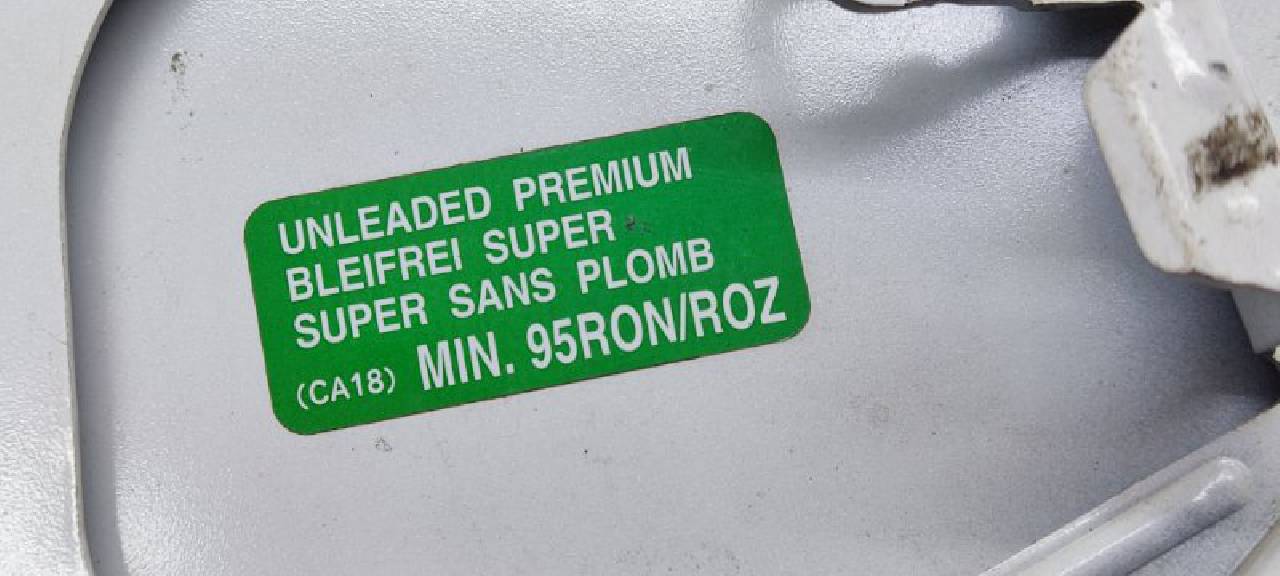 UNLEADED PREMIUM
BLEIFREI SUPER
SUPER SANS PLOMB
(CA18) MIN. 95RON/ROZ